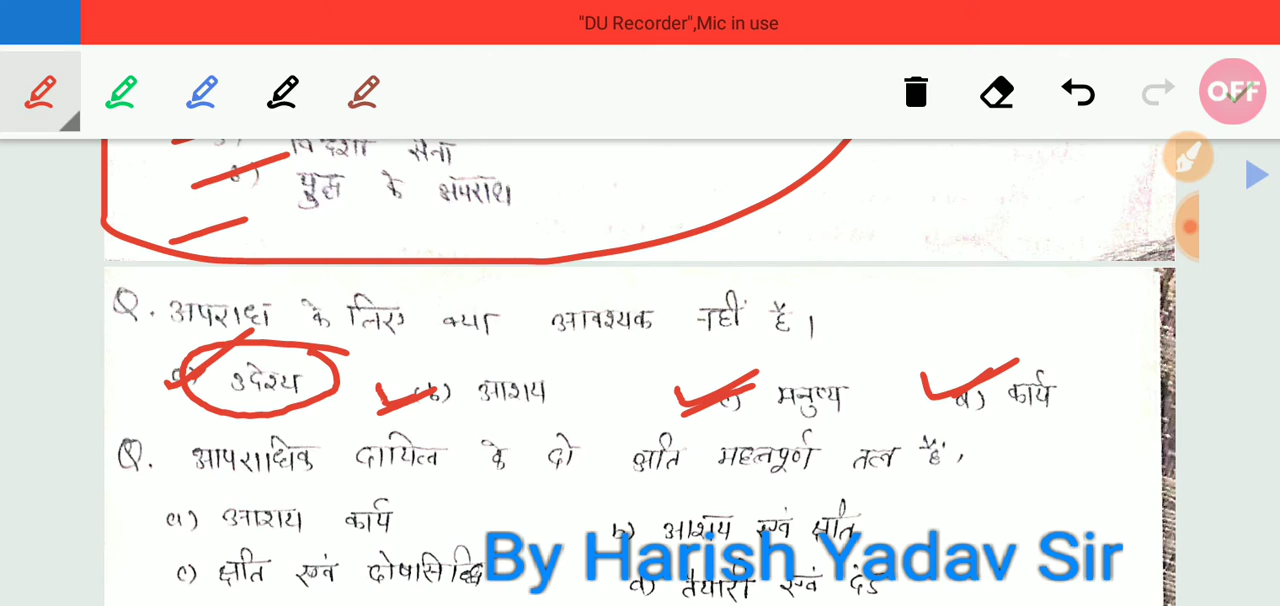 "DU Recorder",Mic in use
OFF
विदेशी सेना
युद्ध के अपराध
Q. अपराध के लिए क्या आवश्यक नहीं है।
उदेश्य b) आशय c) मनुष्य d) कार्य
Q. आपराधिक दायित्व के दो अति महत्वपूर्ण तत्व हैं,
a) आशय कार्य b) आशय एवं क्षति
c) क्षति एवं दोषसिद्धि d) तैयारी एवं दंड
By Harish Yadav Sir